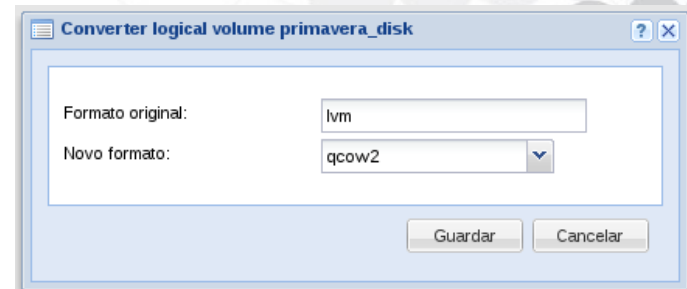 Converter logical volume primavera_disk
Formato original: lvm
Novo formato: qcow2
Guardar Cancelar